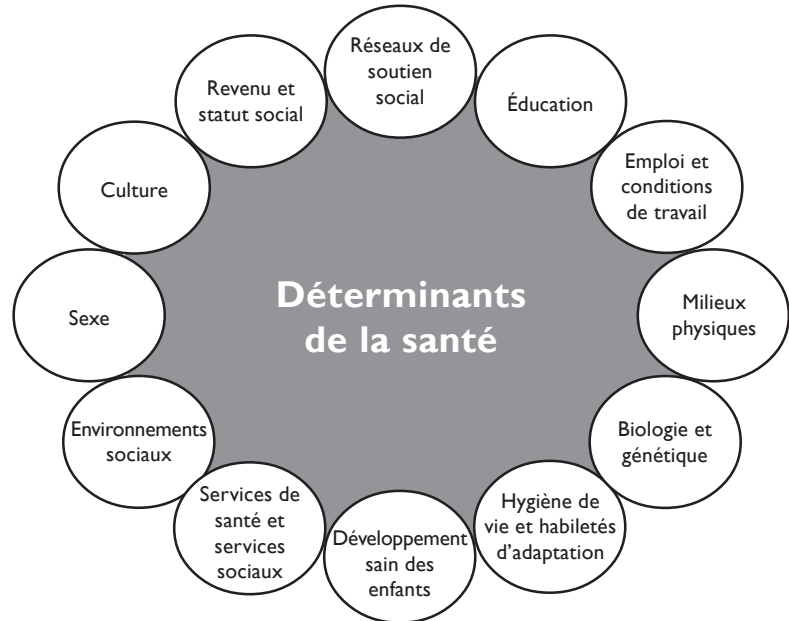 Réseaux de
soutien
social
Éducation
Emploi et
conditions
de travail
Milieux
physiques
Biologie et
génétique
Hygiène de
vie et habiletés
d'adaptation
Développement
sain des
enfants
Services de
santé et
services
sociaux
Environnements
sociaux
Sexe
Culture
Revenu et
statut social
Déterminants
de la santé